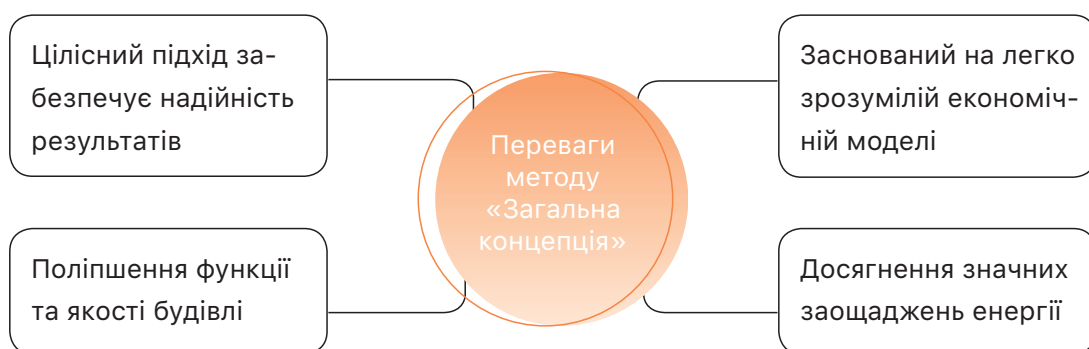 Цілісний підхід за-
безпечує надійність
результатів
Заснований на легко
зрозумілій економіч-
ній моделі
Переваги
методу
«Загальна
концепція»
Поліпшення функції
та якості будівлі
Досягнення значних
заощаджень енергії